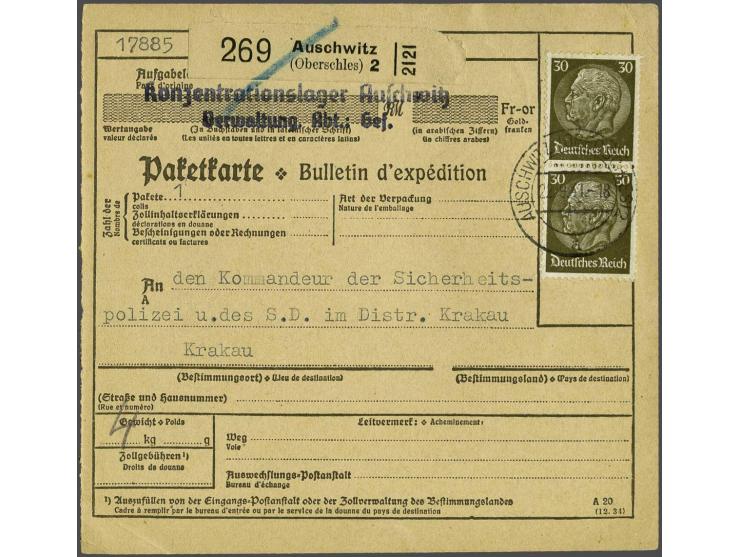 17885
269 Auschwitz
(Oberschles) 2
2121
Pays d'origine
Konzentrationslager Auschwitz
Verwaltung, Abt.: Gef.
Fr-or
Gold-
franken
Wertangabe (In Buchstaben und in lateinischer Schrift) (in arabischen Ziffern)
valeur déclarés (Les unités en toutes lettres et en caractères latins) (in chiffres arabes)
30 30
Deutsches Reich
30 30
Deutsches Reich
AUSCHWITZ
a
Paketkarte ❖ Bulletin d'expédition
Zahl der
Nombre de
Pakete 1
colis
Zollinhaltserklärungen
déclarations en douane
Bescheinigungen oder Rechnungen
certificats ou factures
Art der Verpackung
Nature de l'emballage
An den Kommandeur der Sicherheits-
A
polizei u.des S.D. im Distr. Krakau
Krakau
(Bestimmungsort) ❖ (Lieu de destination) (Bestimmungsland) ❖ (Pays de destination)
(Straße und Hausnummer)
(Rue et numéro)
Gewicht ❖ Poids
4 kg g
Zollgebühren¹)
Droits de douane
Leitvermerk: ❖ Acheminement:
Weg
Voie
Auswechslungs-Postanstalt
Bureau d'échange
¹) Auszufüllen von der Eingangs-Postanstalt oder der Zollverwaltung des Bestimmungslandes
Cadre à remplir par le bureau d'entrée ou par le service de la douane du pays de destination
A 20
(12. 34)